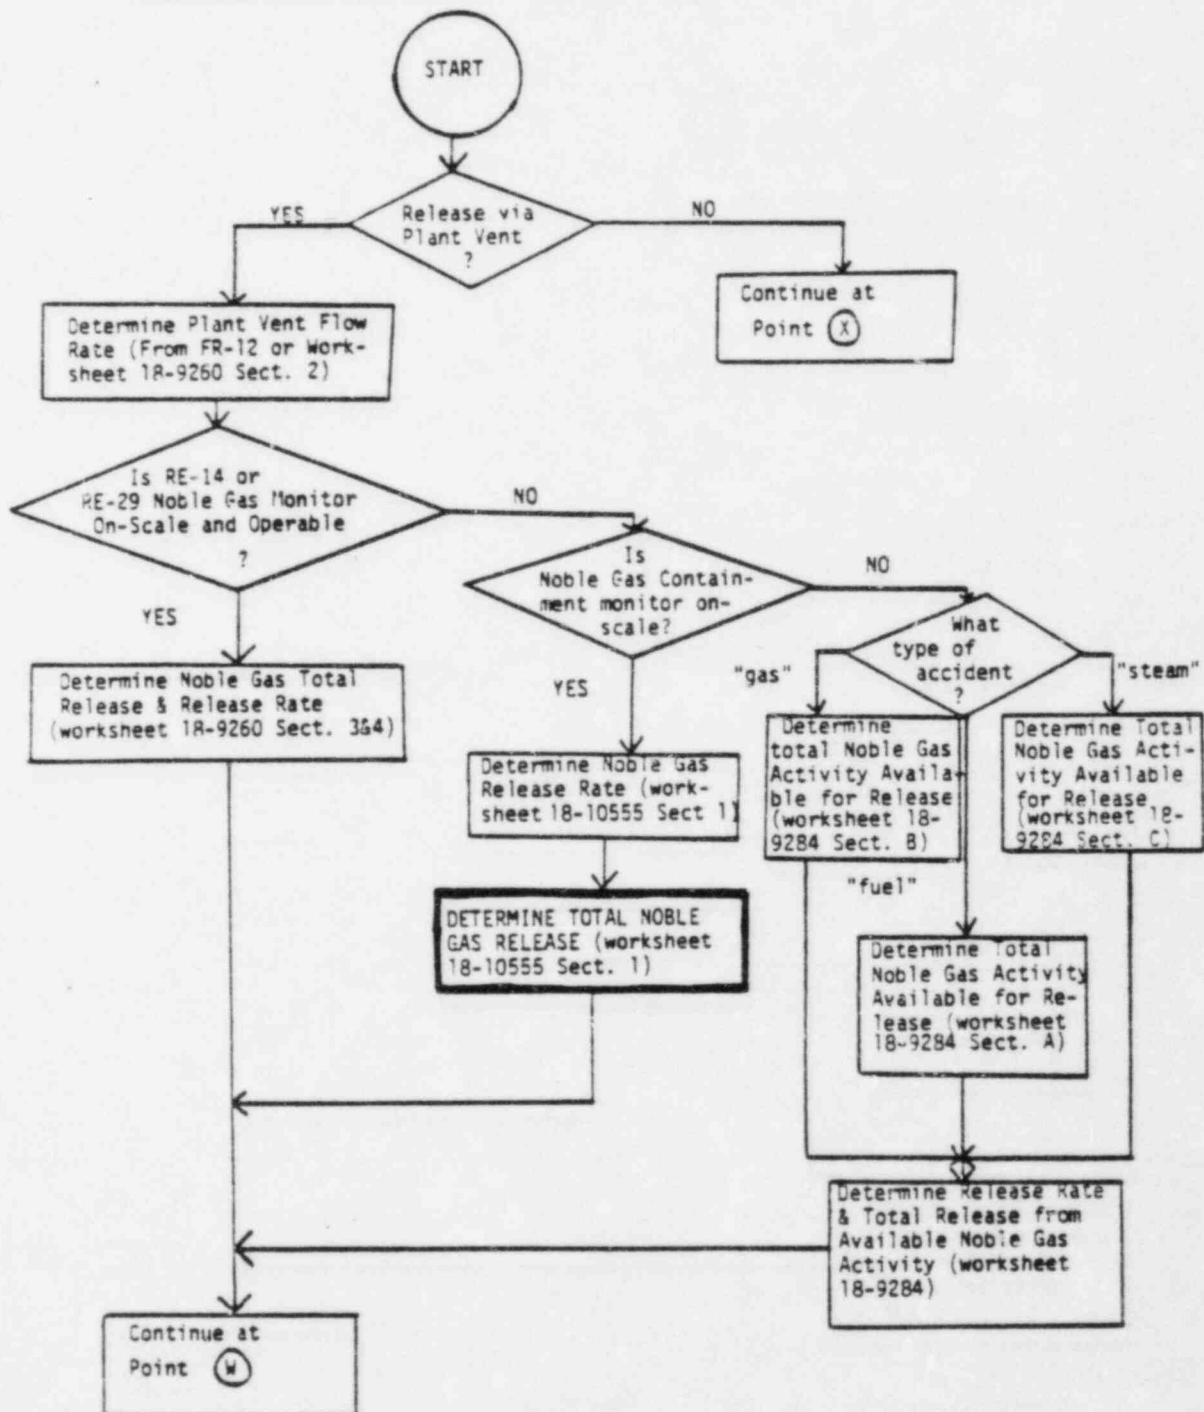 START
Release via
Plant Vent
?
YES
NO
Continue at
Point X
Determine Plant Vent Flow
Rate (From FR-12 or Work-
sheet 18-9260 Sect. 2)
Is RE-14 or
RE-29 Noble Gas Monitor
On-Scale and Operable
?
NO
YES
Is
Noble Gas Contain-
ment monitor on-
scale?
NO
YES
What
type of
accident
?
"gas"
"steam"
"fuel"
Determine Noble Gas Total
Release & Release Rate
(worksheet 18-9260 Sect. 3&4)
Determine Noble Gas
Release Rate (work-
sheet 18-10555 Sect 1)
DETERMINE TOTAL NOBLE
GAS RELEASE (worksheet
18-10555 Sect. 1)
Determine
total Noble Gas
Activity Availa-
ble for Release
(worksheet 18-
9284 Sect. B)
Determine Total
Noble Gas Acti-
vity Available
for Release
(worksheet 18-
9284 Sect. C)
Determine Total
Noble Gas Activity
Available for Re-
lease (worksheet
18-9284 Sect. A)
Determine Release Rate
& Total Release from
Available Noble Gas
Activity (worksheet
18-9284)
Continue at
Point W